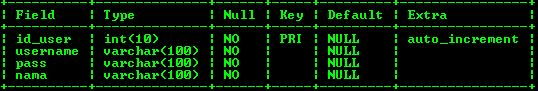 Field | Type | Null | Key | Default | Extra
id_user | int(10) | NO | PRI | NULL | auto_increment
username | varchar(100) | NO | | NULL |
pass | varchar(100) | NO | | NULL |
nama | varchar(100) | NO | | NULL |